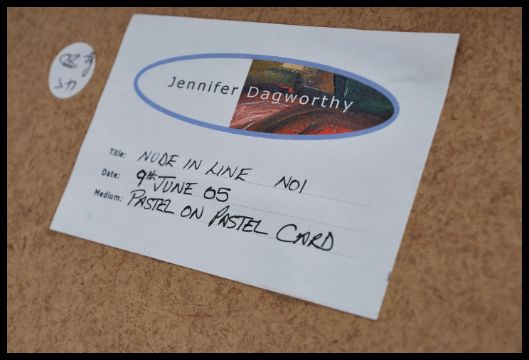 Jennifer Dagworthy
Title: NUDE IN LINE NO1
Date: 9th JUNE 05
Medium: PASTEL ON PASTEL CARD